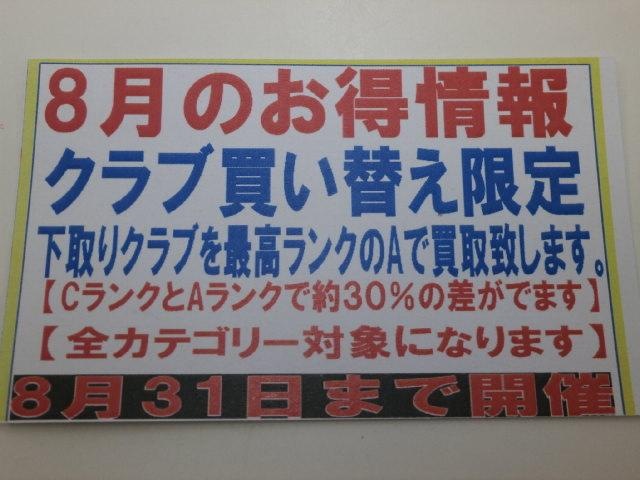 8月のお得情報
クラブ買い替え限定
下取りクラブを最高ランクのAで買取致します。
【CランクとAランクで約30%の差がでます】
【全カテゴリー対象になります】
8月31日まで開催